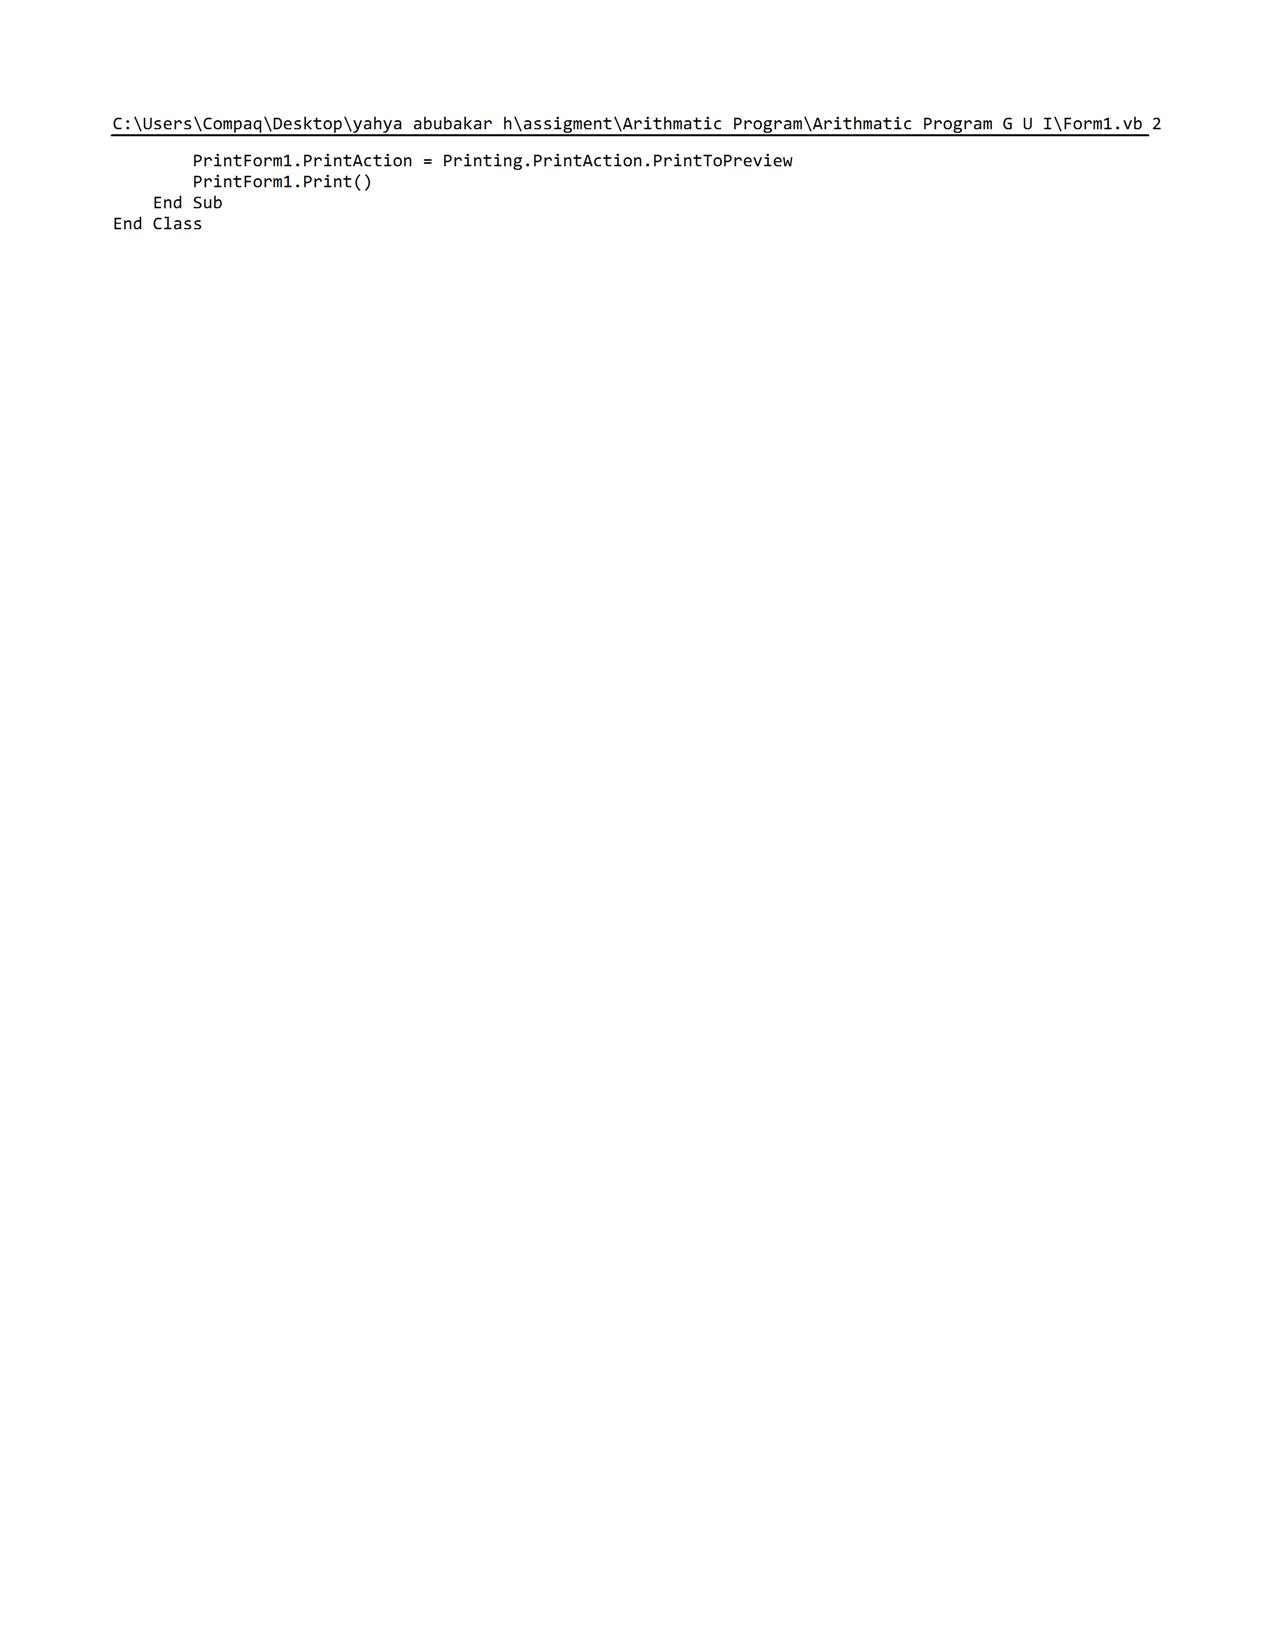 C:\Users\Compaq\Desktop\yahya abubakar h\assigment\Arithmatic Program\Arithmatic Program G U I\Form1.vb 2
        PrintForm1.PrintAction = Printing.PrintAction.PrintToPreview
        PrintForm1.Print()
    End Sub
End Class